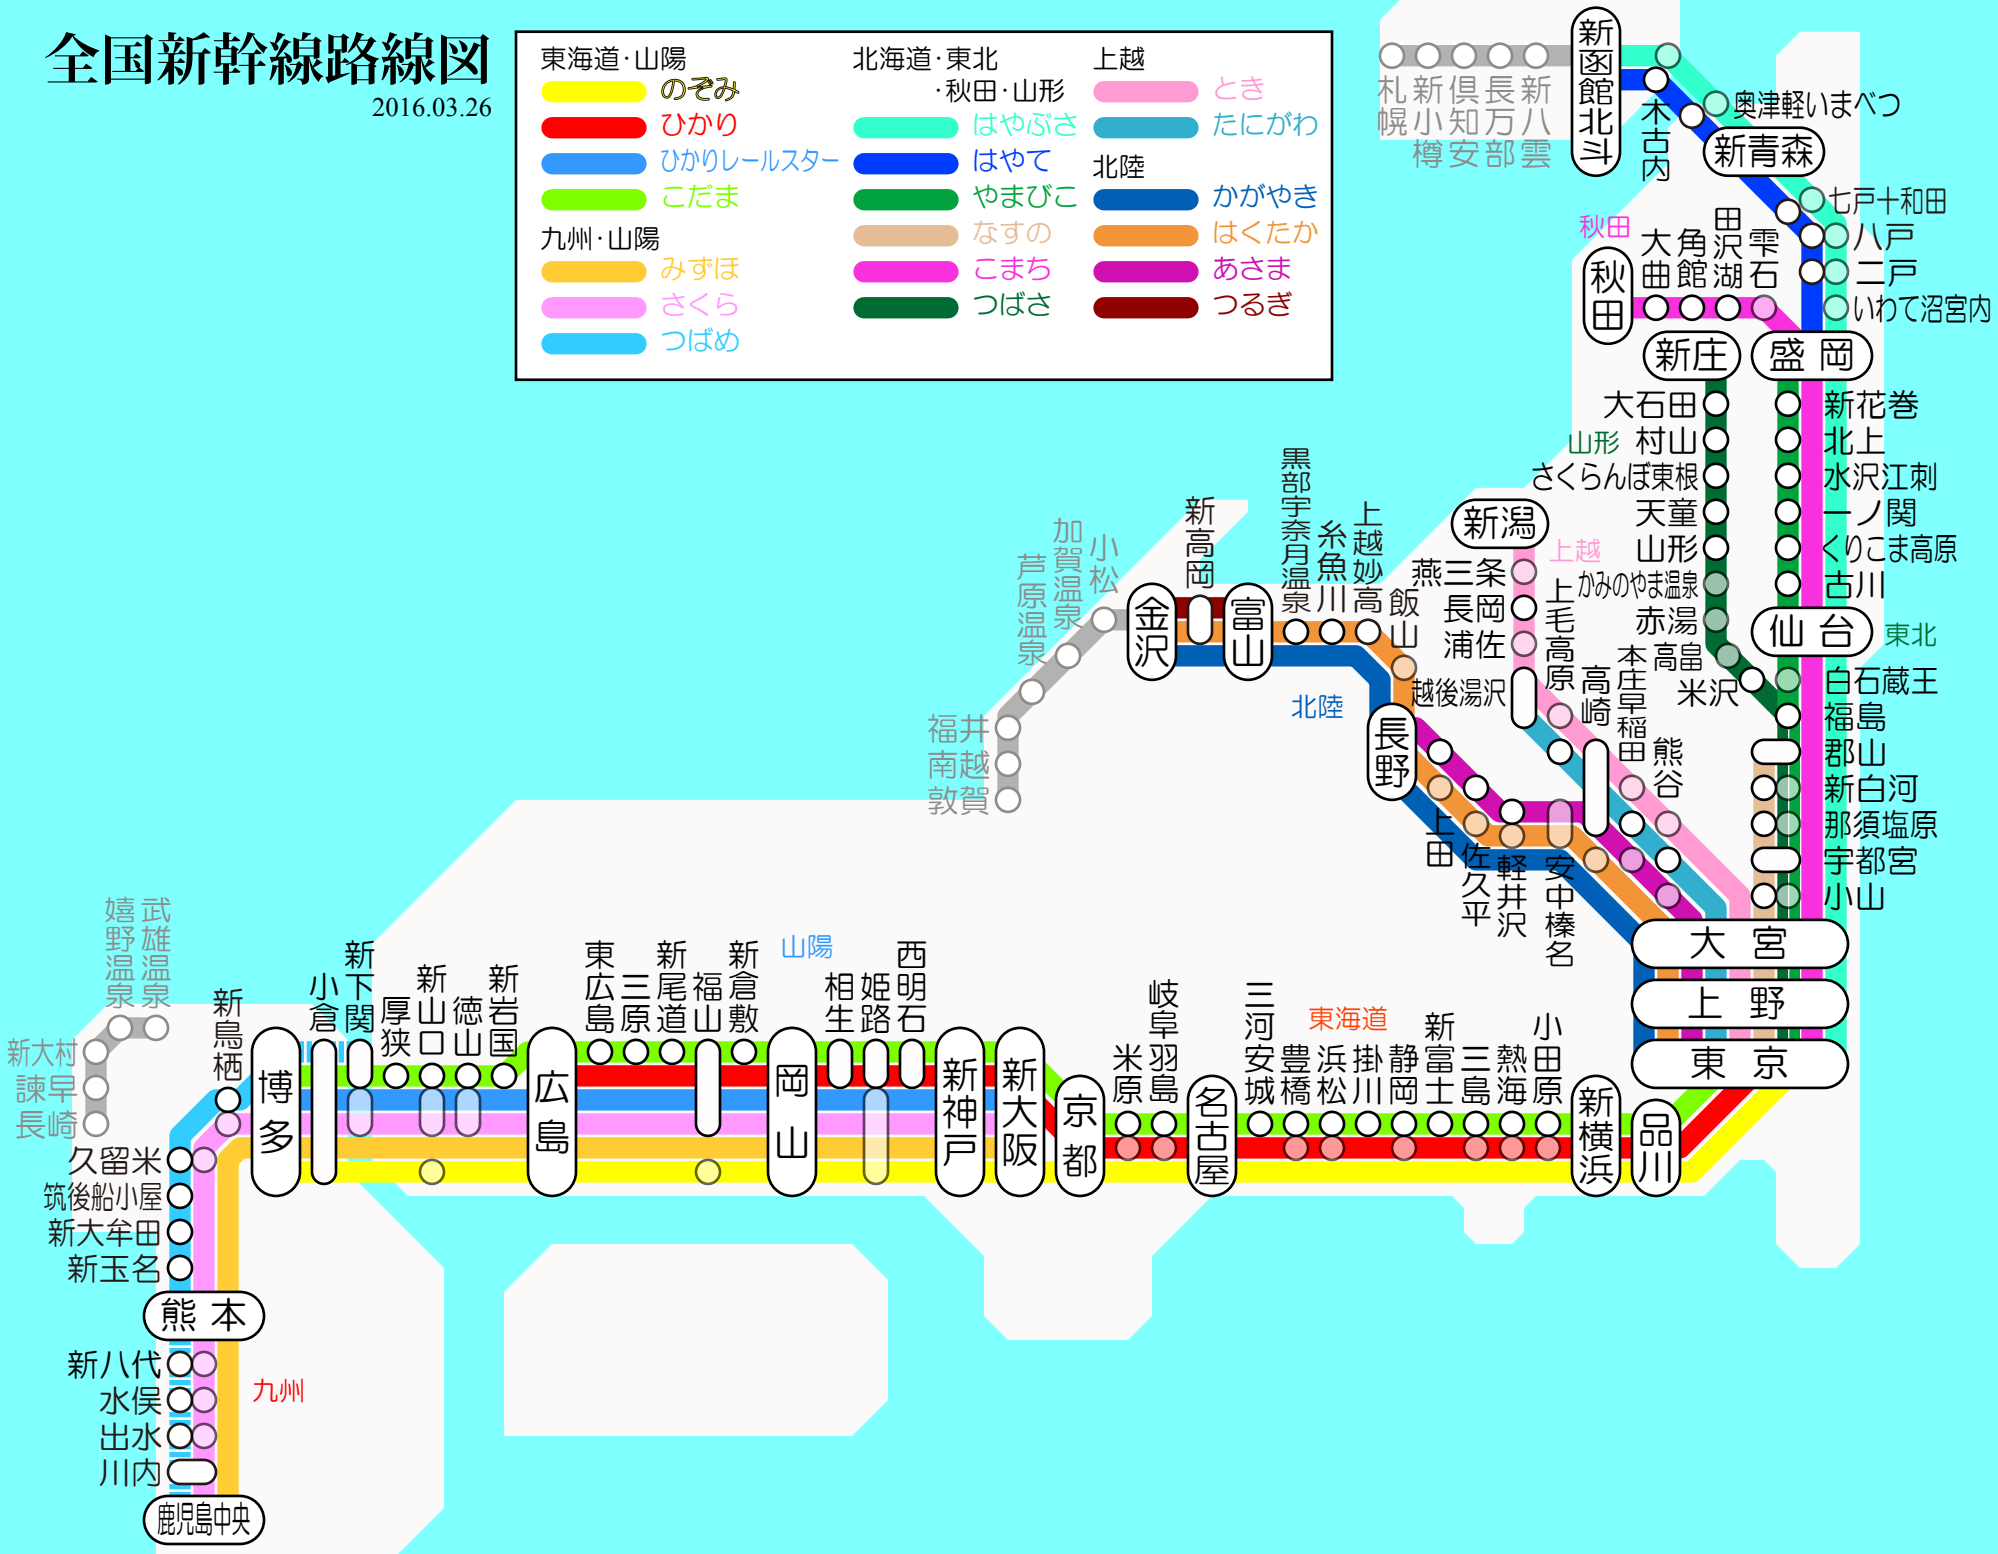 全国新幹線路線図
2016.03.26
東海道·山陽
のぞみ
ひかり
ひかりレールスター
こだま
九州·山陽
みずほ
さくら
つばめ
北海道·東北
·秋田·山形
はやぶさ
はやて
やまびこ
なすの
こまち
つばさ
上越
とき
たにがわ
北陸
かがやき
はくたか
あさま
つるぎ
札幌
新小樽
倶知安
長万部
新八雲
新函館北斗
木古内
奥津軽いまべつ
新青森
七戸十和田
八戸
二戸
いわて沼宮内
秋田
秋田
大曲
角館
田沢湖
雫石
新庄
盛岡
大石田
村山
山形
さくらんぼ東根
天童
山形
かみのやま温泉
赤湯
高畠
米沢
新花巻
北上
水沢江刺
一ノ関
くりこま高原
古川
仙台
東北
白石蔵王
福島
郡山
新白河
那須塩原
宇都宮
小山
新潟
上越
燕三条
長岡
浦佐
越後湯沢
上毛高原
高崎
本庄早稲田
熊谷
黒部宇奈月温泉
糸魚川
上越妙高
飯山
新高岡
金沢
富山
北陸
長野
上田
佐久平
軽井沢
安中榛名
小松
加賀温泉
芦原温泉
福井
南越
敦賀
大宮
上野
東京
品川
新横浜
小田原
熱海
三島
新富士
静岡
掛川
浜松
豊橋
三河安城
東海道
名古屋
岐阜羽島
米原
京都
新大阪
新神戸
西明石
姫路
相生
山陽
岡山
新倉敷
福山
新尾道
三原
東広島
広島
新岩国
徳山
新山口
厚狭
新下関
小倉
博多
新鳥栖
武雄温泉
嬉野温泉
新大村
諫早
長崎
久留米
筑後船小屋
新大牟田
新玉名
熊本
新八代
水俣
出水
川内
鹿児島中央
九州